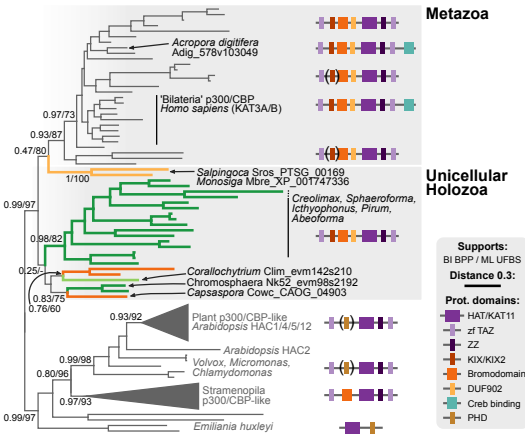 Metazoa
Acropora digitifera
Adig_578v103049
'Bilateria' p300/CBP
Homo sapiens (KAT3A/B)
0.97/73
0.93/87
0.47/80
1/100
Salpingoca Sros_PTSG_00169
Monosiga Mbre_XP_001747336
Unicellular
Holozoa
Creolimax, Sphaeroforma,
Icthyophonus, Pirum,
Abeoforma
0.99/97
0.98/82
0.25/-
Corallochytrium Clim_evm142s210
Chromosphaera Nk52_evm98s2192
Capsaspora Cowc_CAOG_04903
0.83/75
0.76/60
Supports:
BI BPP / ML UFBS
Distance 0.3:
Prot. domains:
HAT/KAT11
zf TAZ
ZZ
KIX/KIX2
Bromodomain
DUF902
Creb binding
PHD
0.93/92
Plant p300/CBP-like
Arabidopsis HAC1/4/5/12
Arabidopsis HAC2
0.99/98
Volvox, Micromonas,
Chlamydomonas
0.80/96
0.97/93
Stramenopila
p300/CBP-like
0.99/97
Emiliania huxleyi